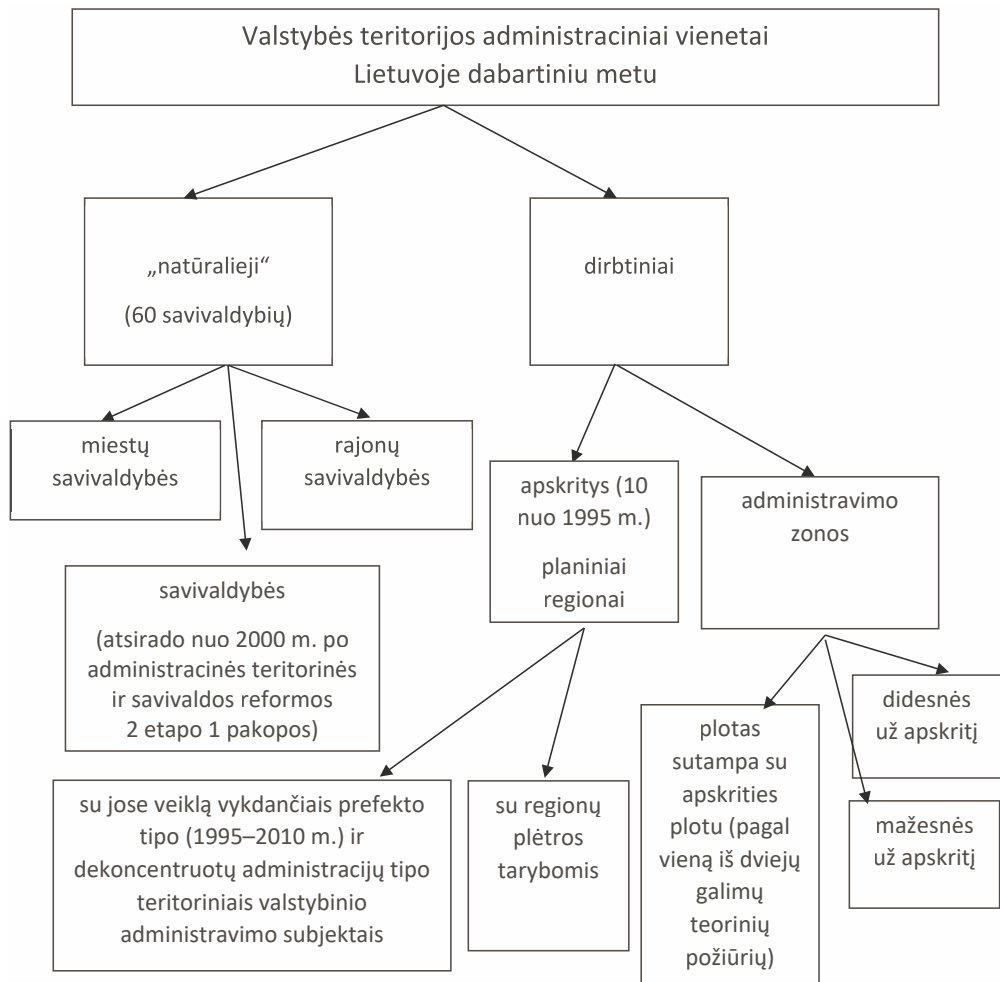 Valstybės teritorijos administraciniai vienetai
Lietuvoje dabartiniu metu
„natūralieji“
(60 savivaldybių)
dirbtiniai
miestų
savivaldybės
rajonų
savivaldybės
apskritys (10
nuo 1995 m.)
planiniai
regionai
administravimo
zonos
savivaldybės
(atsirado nuo 2000 m. po
administracinės teritorinės
ir savivaldos reformos
2 etapo 1 pakopos)
su jose veiklą vykdančiais prefekto
tipo (1995–2010 m.) ir
dekoncentruotų administracijų tipo
teritoriniais valstybinio
administravimo subjektais
su regionų
plėtros
tarybomis
plotas
sutampa su
apskrities
plotu (pagal
vieną iš dviejų
galimų
teorinių
požiūrių)
didesnės
už apskritį
mažesnės
už apskritį